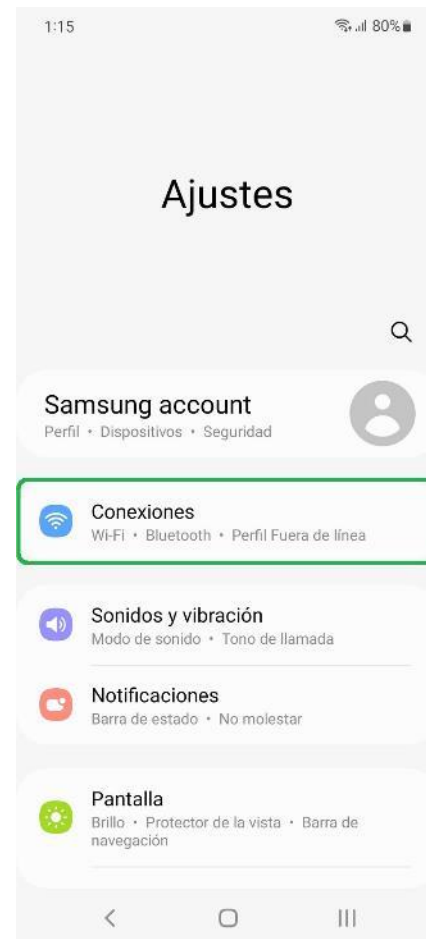 1:15 80%
Ajustes
Samsung account
Perfil • Dispositivos • Seguridad
Conexiones
Wi-Fi • Bluetooth • Perfil Fuera de línea
Sonidos y vibración
Modo de sonido • Tono de llamada
Notificaciones
Barra de estado • No molestar
Pantalla
Brillo • Protector de la vista • Barra de
navegación